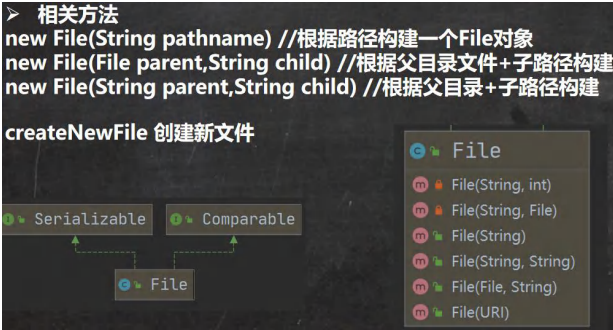 ➢ 相关方法
new File(String pathname) //根据路径构建一个File对象
new File(File parent,String child) //根据父目录文件+子路径构建
new File(String parent,String child) //根据父目录+子路径构建
createNewFile 创建新文件
Serializable
Comparable
File
File
File(String, int)
File(String, File)
File(String)
File(String, String)
File(File, String)
File(URI)